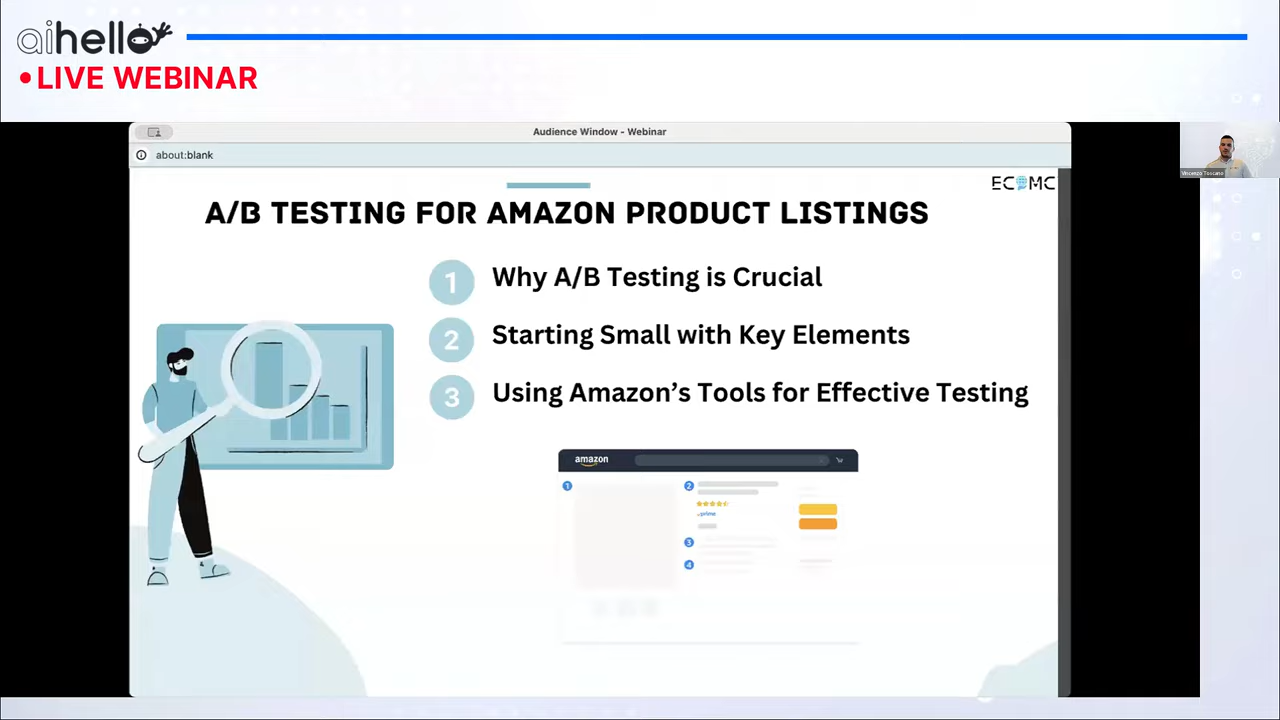 aihello
•LIVE WEBINAR
Audience Window - Webinar
about:blank
ECOMC
A/B TESTING FOR AMAZON PRODUCT LISTINGS
1 Why A/B Testing is Crucial
2 Starting Small with Key Elements
3 Using Amazon's Tools for Effective Testing
amazon
1
2
prime
3
4
Vincenzo Toscano